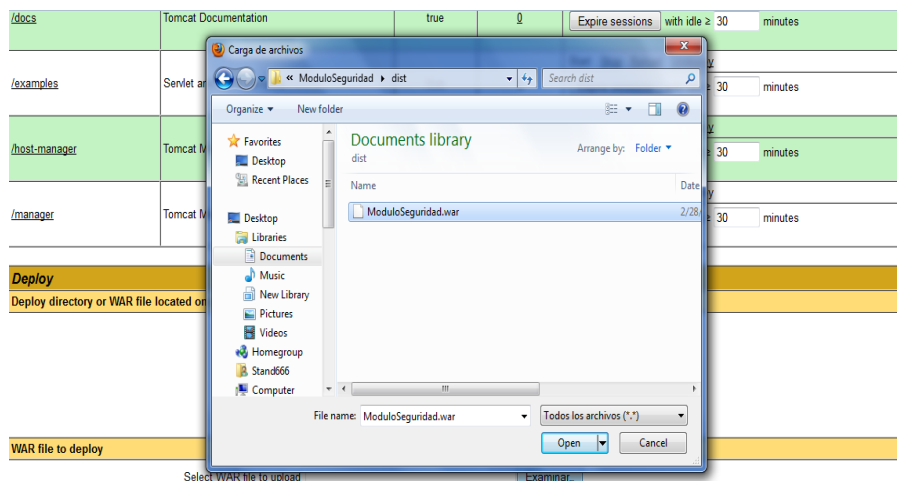 /docs Tomcat Documentation true 0 Expire sessions with idle ≥ 30 minutes
Carga de archivos
/examples Servlet an ≥ 30 minutes
« ModuloSeguridad dist Search dist
Organize New folder
Favorites
Desktop
Recent Places
Desktop
Libraries
Documents
Music
New Library
Pictures
Videos
Homegroup
Stand666
Computer
Documents library
dist
Arrange by: Folder
Name Date
ModuloSeguridad.war 2/28/
/host-manager Tomcat M ≥ 30 minutes
/manager Tomcat M ≥ 30 minutes
Deploy
Deploy directory or WAR file located on
File name: ModuloSeguridad.war Todos los archivos (*.*)
Open Cancel
WAR file to deploy
Select WAR file to upload Examinar...